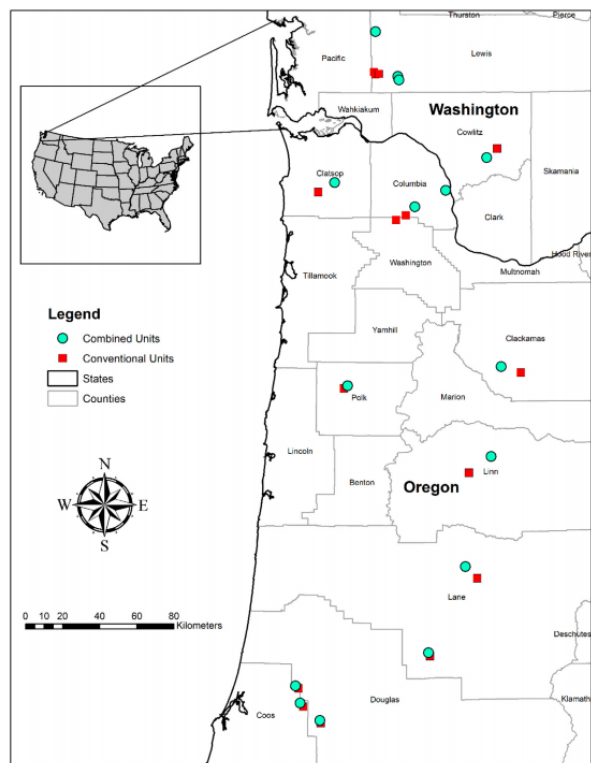 Thurston
Pierce
Pacific
Lewis
Wahkiakum
Washington
Cowlitz
Skamania
Clatsop
Columbia
Clark
Hood River
Tillamook
Washington
Multnomah
Legend
Combined Units
Conventional Units
States
Counties
Yamhill
Clackamas
Polk
Marion
Lincoln
Benton
Linn
Oregon
N
W
E
S
Lane
0 10 20 40 60 80
Kilometers
Deschutes
Klamath
Douglas
Coos